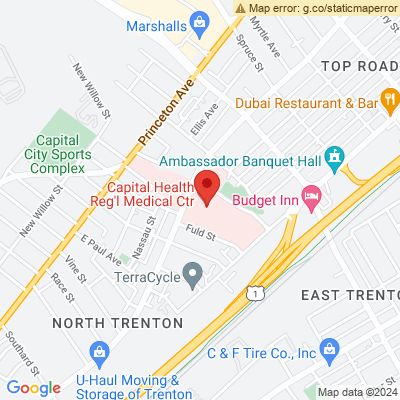 Map error: g.co/staticmaperror
Marshalls
Princeton Ave
Spruce St
Myrtle Ave
TOP ROAD
New Willow St
Ellis Ave
Dubai Restaurant & Bar
Capital
City Sports
Complex
Ambassador Banquet Hall
Capital Health
Reg'l Medical Ctr
Budget Inn
New Willow St
Nassau St
Fuld St
E Paul Ave
Vine St
TerraCycle
Race St
1
EAST TRENTO
NORTH TRENTON
Southard St
C & F Tire Co., Inc
U-Haul Moving &
Storage of Trenton
Google
Map data ©2024